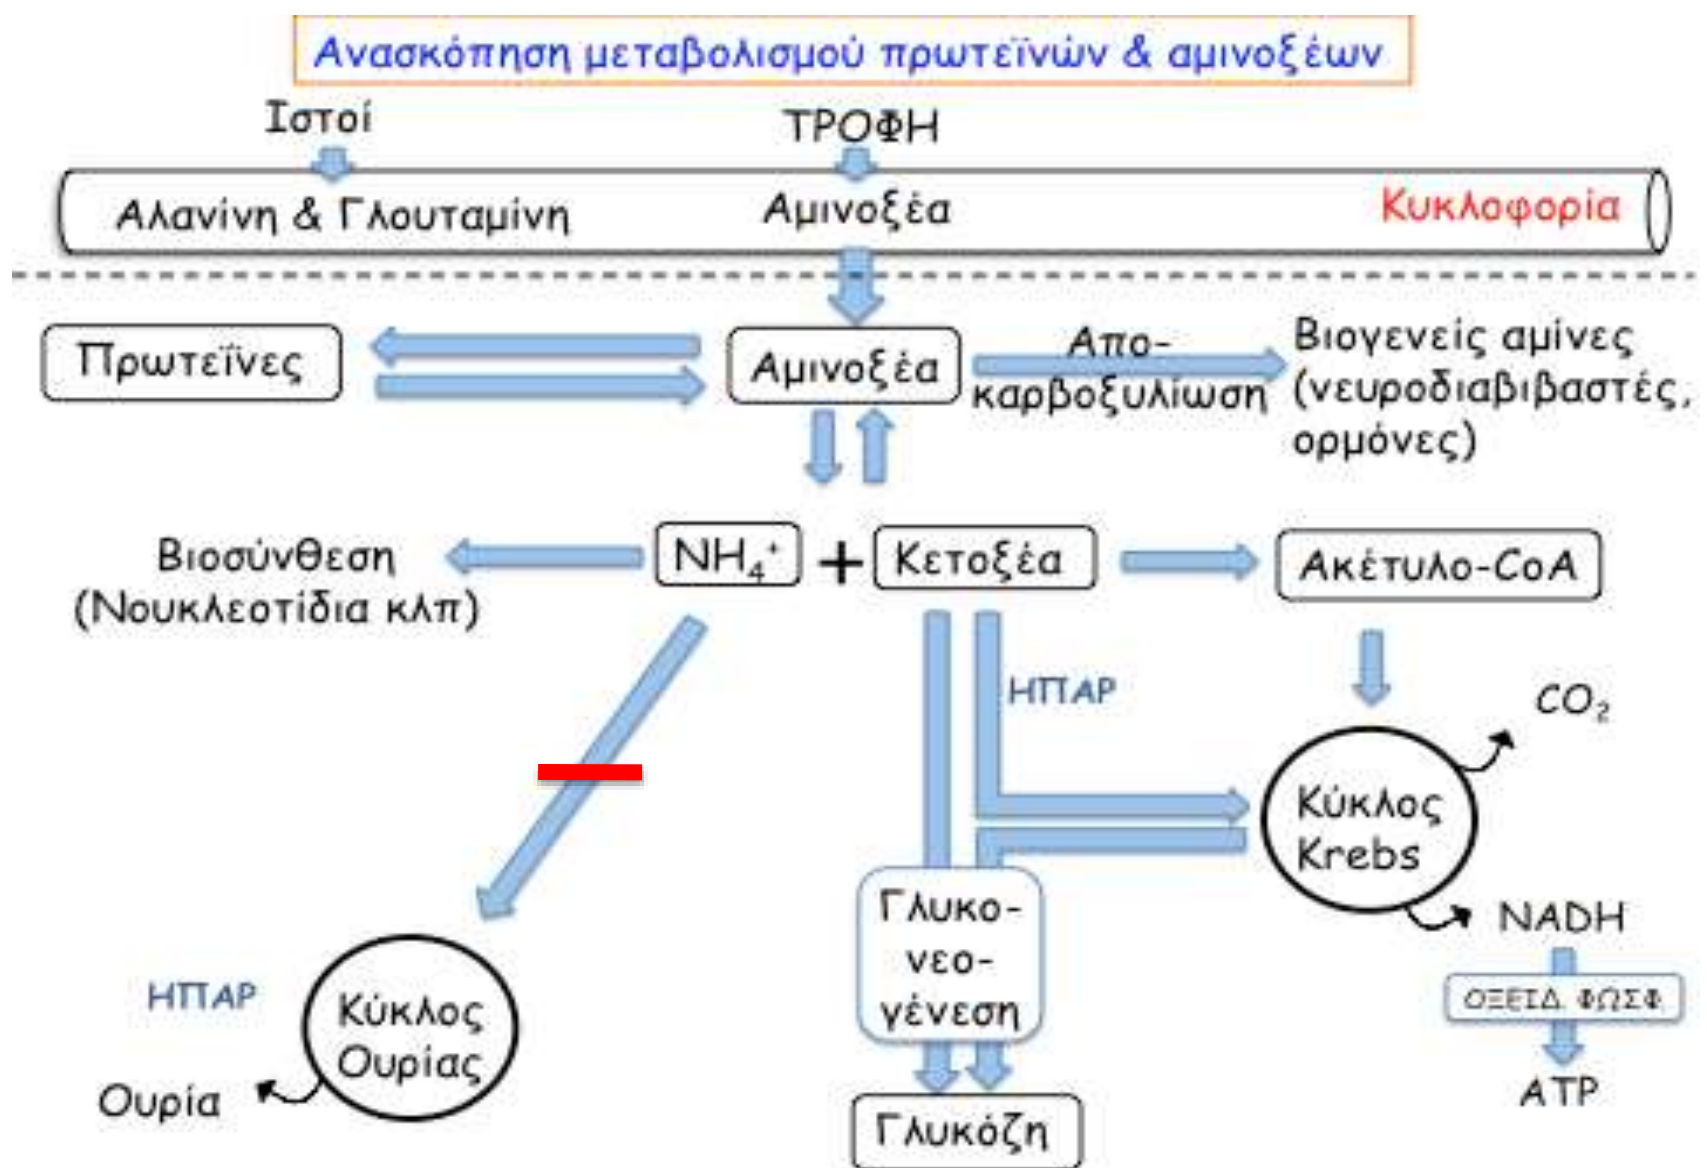 Ανασκόπηση μεταβολισμού πρωτεϊνών & αμινοξέων
Ιστοί
ΤΡΟΦΗ
Αλανίνη & Γλουταμίνη
Αμινοξέα
Κυκλοφορία
Πρωτεΐνες
Αμινοξέα
Απο-
καρβοξυλίωση
Βιογενείς αμίνες
(νευροδιαβιβαστές,
ορμόνες)
Βιοσύνθεση
(Νουκλεοτίδια κλπ)
NH₄⁺
+
Κετοξέα
Ακέτυλο-CoA
ΗΠΑΡ
CO₂
Κύκλος
Krebs
Γλυκο-
νεο-
γένεση
NADH
ΟΞΕΙΔ. ΦΩΣΦ.
ATP
ΗΠΑΡ
Κύκλος
Ουρίας
Ουρία
Γλυκόζη